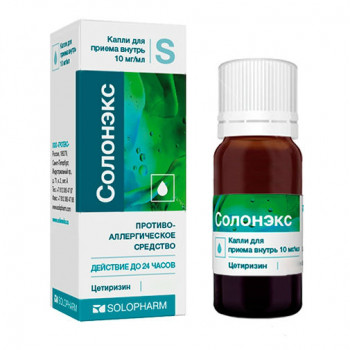 Капли для
приема внутрь
10 мг/мл
S
Солонэкс
ПРОТИВО-
АЛЛЕРГИЧЕСКОЕ
СРЕДСТВО
ДЕЙСТВИЕ ДО 24 ЧАСОВ
Цетиризин
SOLOPHARM
Солонэкс
Капли для
приема внутрь 10 мг/мл
Цетиризин